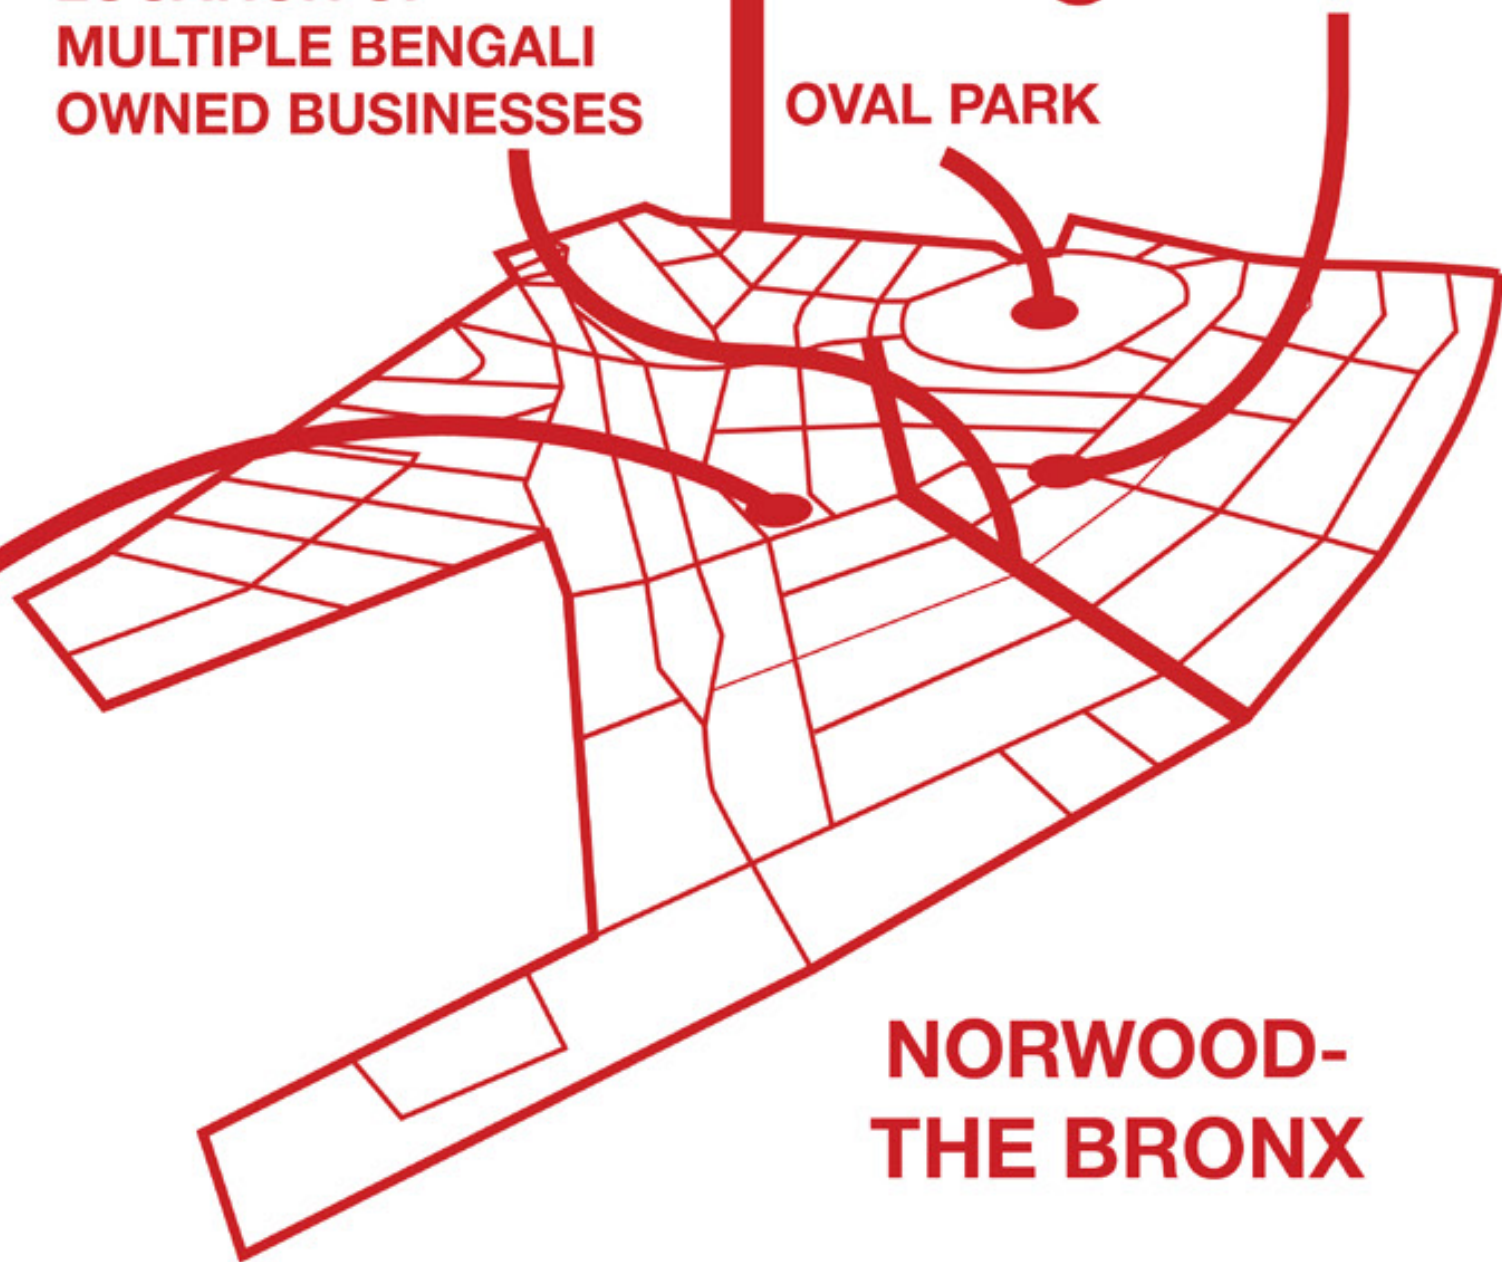 MULTIPLE BENGALI
OWNED BUSINESSES
OVAL PARK
NORWOOD-
THE BRONX